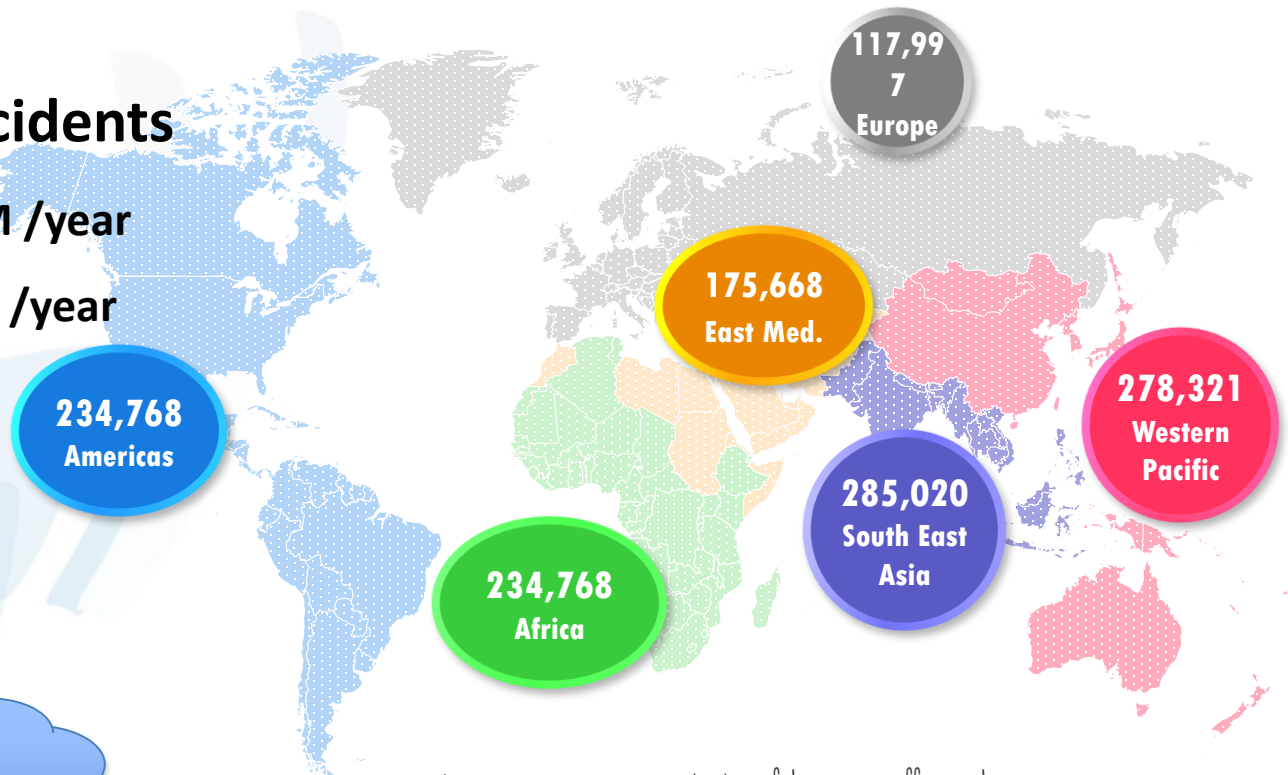 117,99
7
Europe
cidents
/year
/year
175,668
East Med.
234,768
Americas
278,321
Western
Pacific
285,020
South East
Asia
234,768
Africa